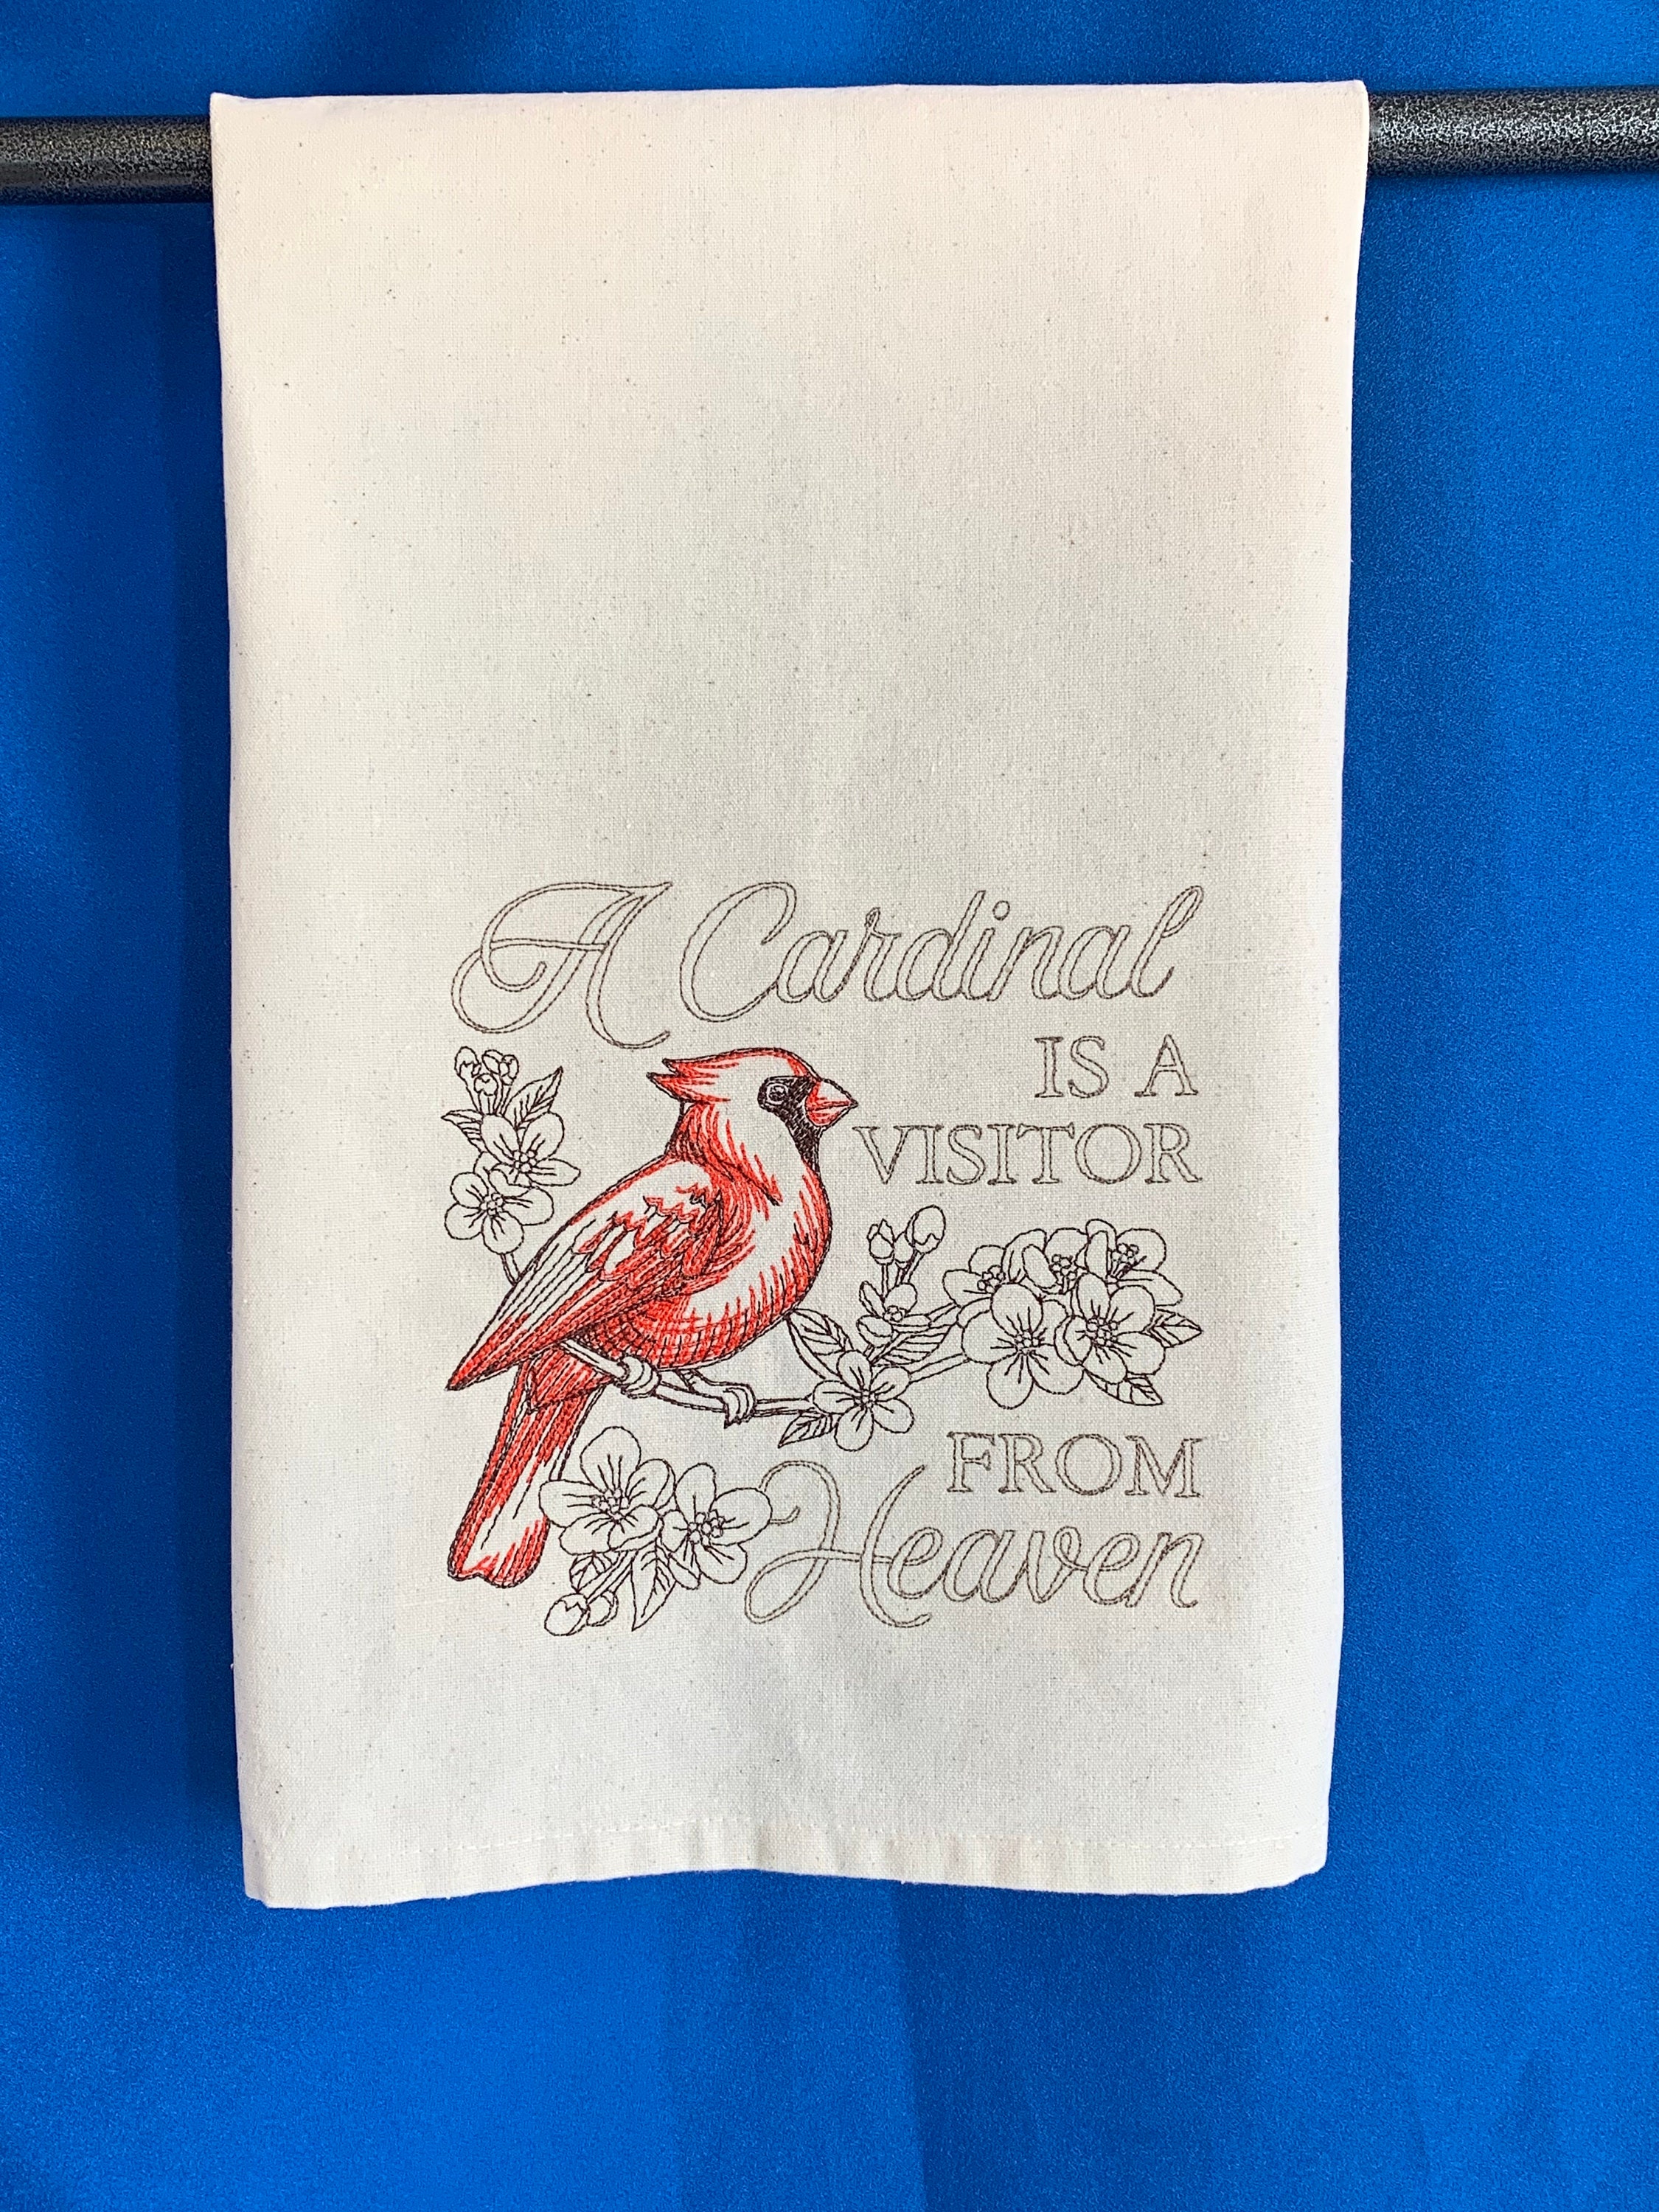 A Cardinal
IS A
VISITOR
FROM
Heaven